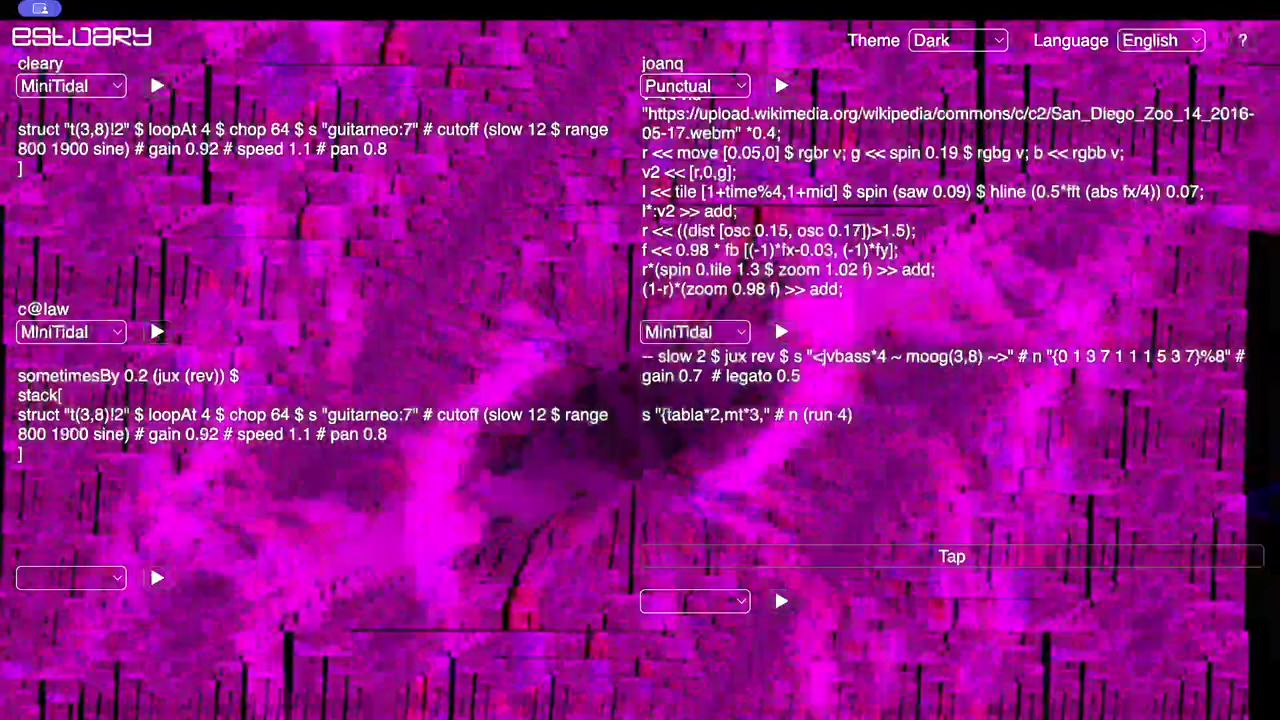 estuary
Theme Dark Language English ?
cleary
MiniTidal
struct "t(3,8)!2" $ loopAt 4 $ chop 64 $ s "guitarneo:7" # cutoff (slow 12 $ range
800 1900 sine) # gain 0.92 # speed 1.1 # pan 0.8
]
c@law
MiniTidal
sometimesBy 0.2 (jux (rev)) $
stack[
struct "t(3,8)!2" $ loopAt 4 $ chop 64 $ s "guitarneo:7" # cutoff (slow 12 $ range
800 1900 sine) # gain 0.92 # speed 1.1 # pan 0.8
]
joanq
Punctual
"https://upload.wikimedia.org/wikipedia/commons/c/c2/San_Diego_Zoo_14_2016-
05-17.webm" *0.4;
r << move [0.05,0] $ rgbr v; g << spin 0.19 $ rgbg v; b << rgbb v;
v2 << [r,0,g];
l << tile [1+time%4,1+mid] $ spin (saw 0.09) $ hline (0.5*fft (abs fx/4)) 0.07;
l*:v2 >> add;
r << ((dist [osc 0.15, osc 0.17])>1.5);
f << 0.98 * fb [(-1)*fx-0.03, (-1)*fy];
r*(spin 0.tile 1.3 $ zoom 1.02 f) >> add;
(1-r)*(zoom 0.98 f) >> add;
MiniTidal
-- slow 2 $ jux rev $ s "<jvbass*4 ~ moog(3,8) ~>" # n "{0 1 3 7 1 1 1 5 3 7}%8" #
gain 0.7 # legato 0.5
s "{tabla*2,mt*3," # n (run 4)
Tap